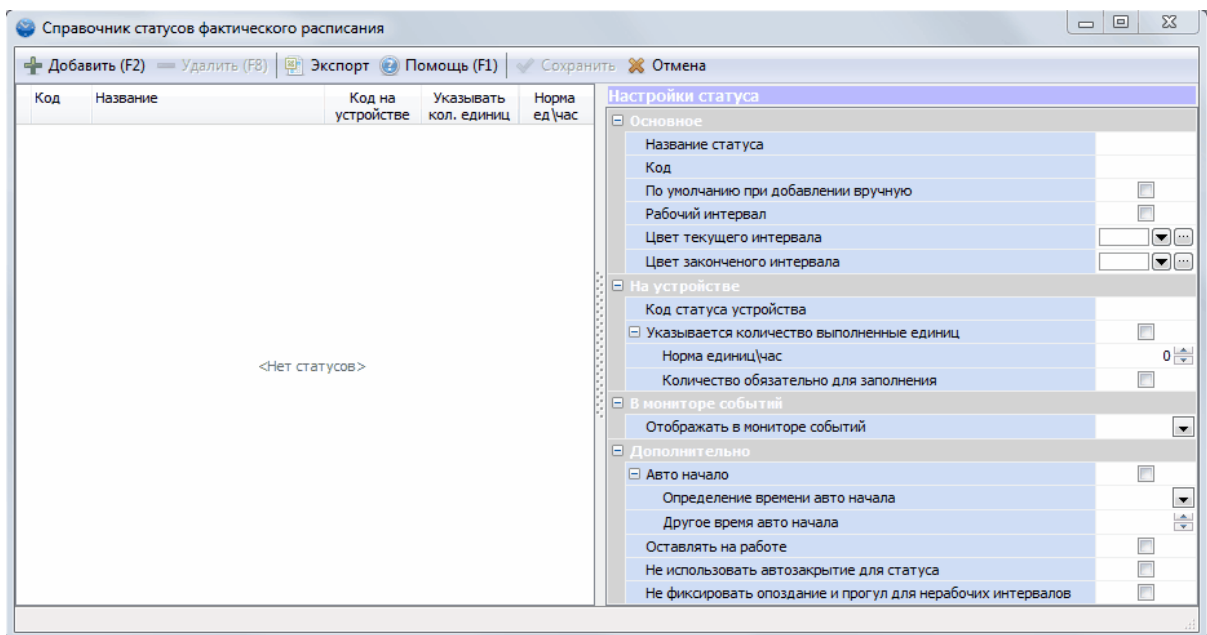 Справочник статусов фактического расписания
Добавить (F2) Удалить (F8) Экспорт Помощь (F1) Сохранить Отмена
Код Название Код на устройстве Указывать кол. единиц Норма ед\час
<Нет статусов>
Настройки статуса
Основное
Название статуса
Код
По умолчанию при добавлении вручную
Рабочий интервал
Цвет текущего интервала
Цвет законченого интервала
На устройстве
Код статуса устройства
Указывается количество выполненные единиц
Норма единиц\час 0
Количество обязательно для заполнения
В мониторе событий
Отображать в мониторе событий
Дополнительно
Авто начало
Определение времени авто начала
Другое время авто начала
Оставлять на работе
Не использовать автозакрытие для статуса
Не фиксировать опоздание и прогул для нерабочих интервалов